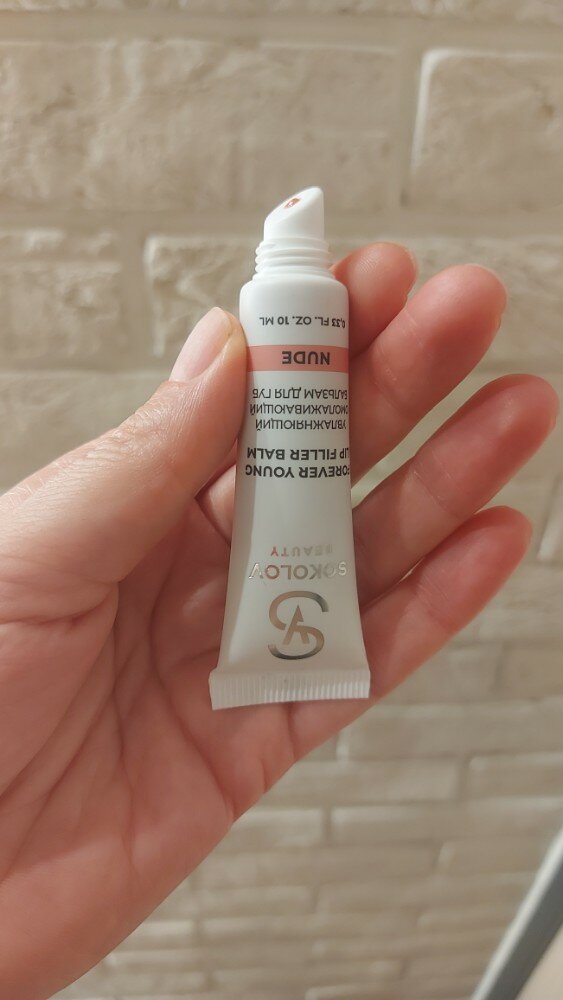 SOKOLOV
BEAUTY
FOREVER YOUNG
LIP FILLER BALM
УВЛАЖНЯЮЩИЙ
ОМОЛАЖИВАЮЩИЙ
БАЛЬЗАМ ДЛЯ ГУБ
NUDE
0,33 FL. OZ. 10 ML